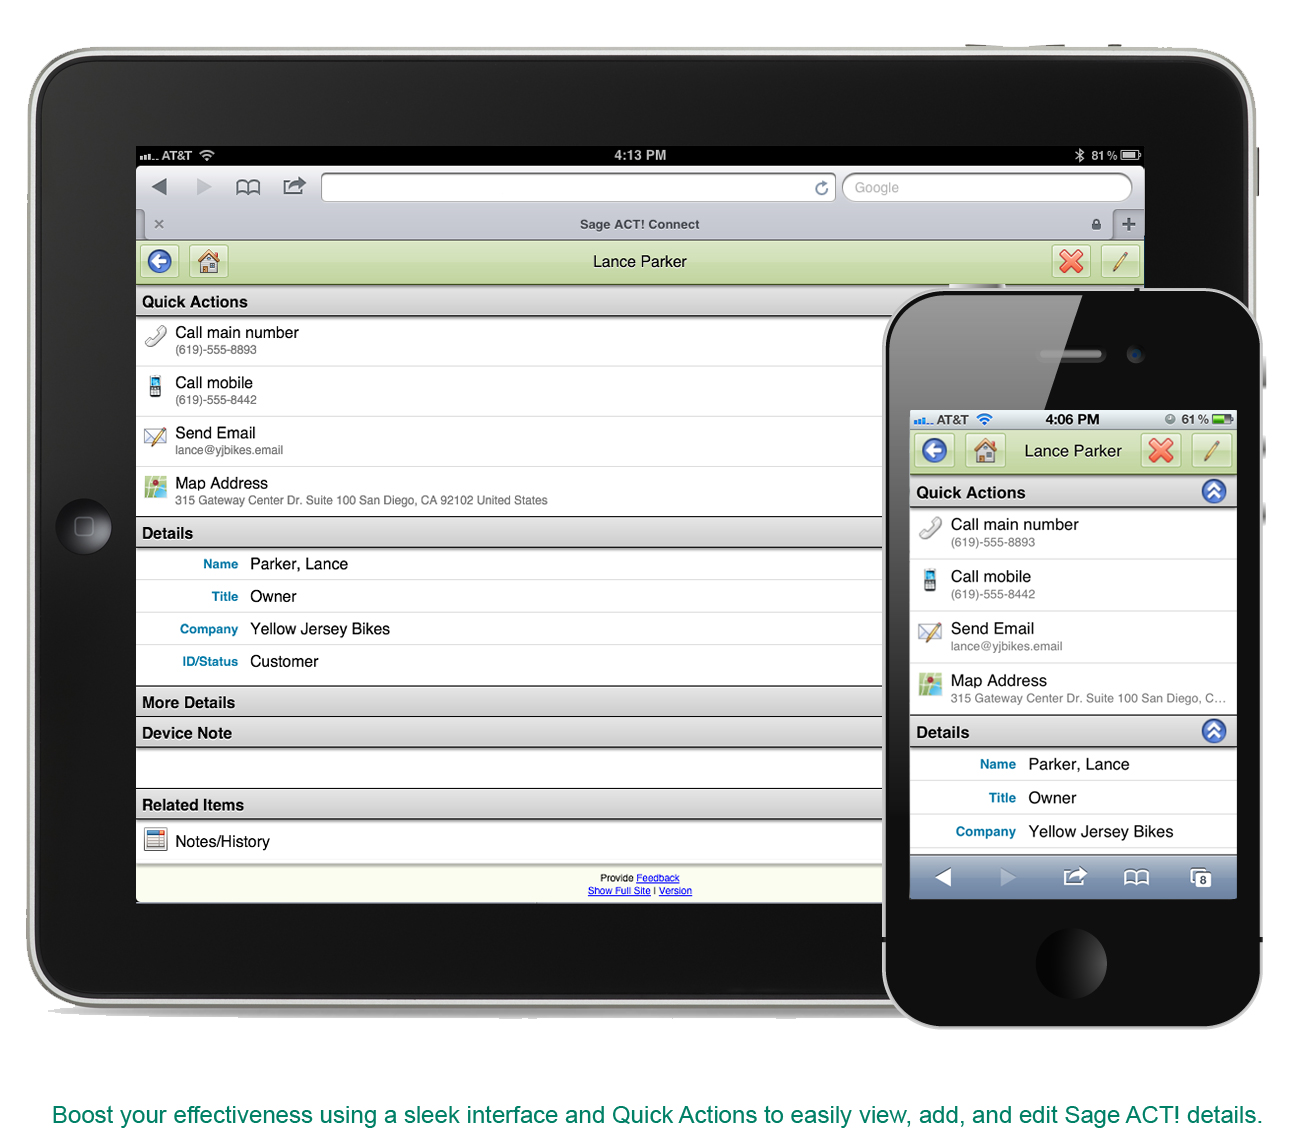 AT&T 4:13 PM 81 %
Google
Sage ACT! Connect
Lance Parker
Quick Actions
Call main number
(619)-555-8893
Call mobile
(619)-555-8442
Send Email
lance@yjbikes.email
Map Address
315 Gateway Center Dr. Suite 100 San Diego, CA 92102 United States
Details
Name Parker, Lance
Title Owner
Company Yellow Jersey Bikes
ID/Status Customer
More Details
Device Note
Related Items
Notes/History
Provide Feedback
Show Full Site | Version
AT&T 4:06 PM 61 %
Lance Parker
Quick Actions
Call main number
(619)-555-8893
Call mobile
(619)-555-8442
Send Email
lance@yjbikes.email
Map Address
315 Gateway Center Dr. Suite 100 San Diego, C...
Details
Name Parker, Lance
Title Owner
Company Yellow Jersey Bikes
8
Boost your effectiveness using a sleek interface and Quick Actions to easily view, add, and edit Sage ACT! details.